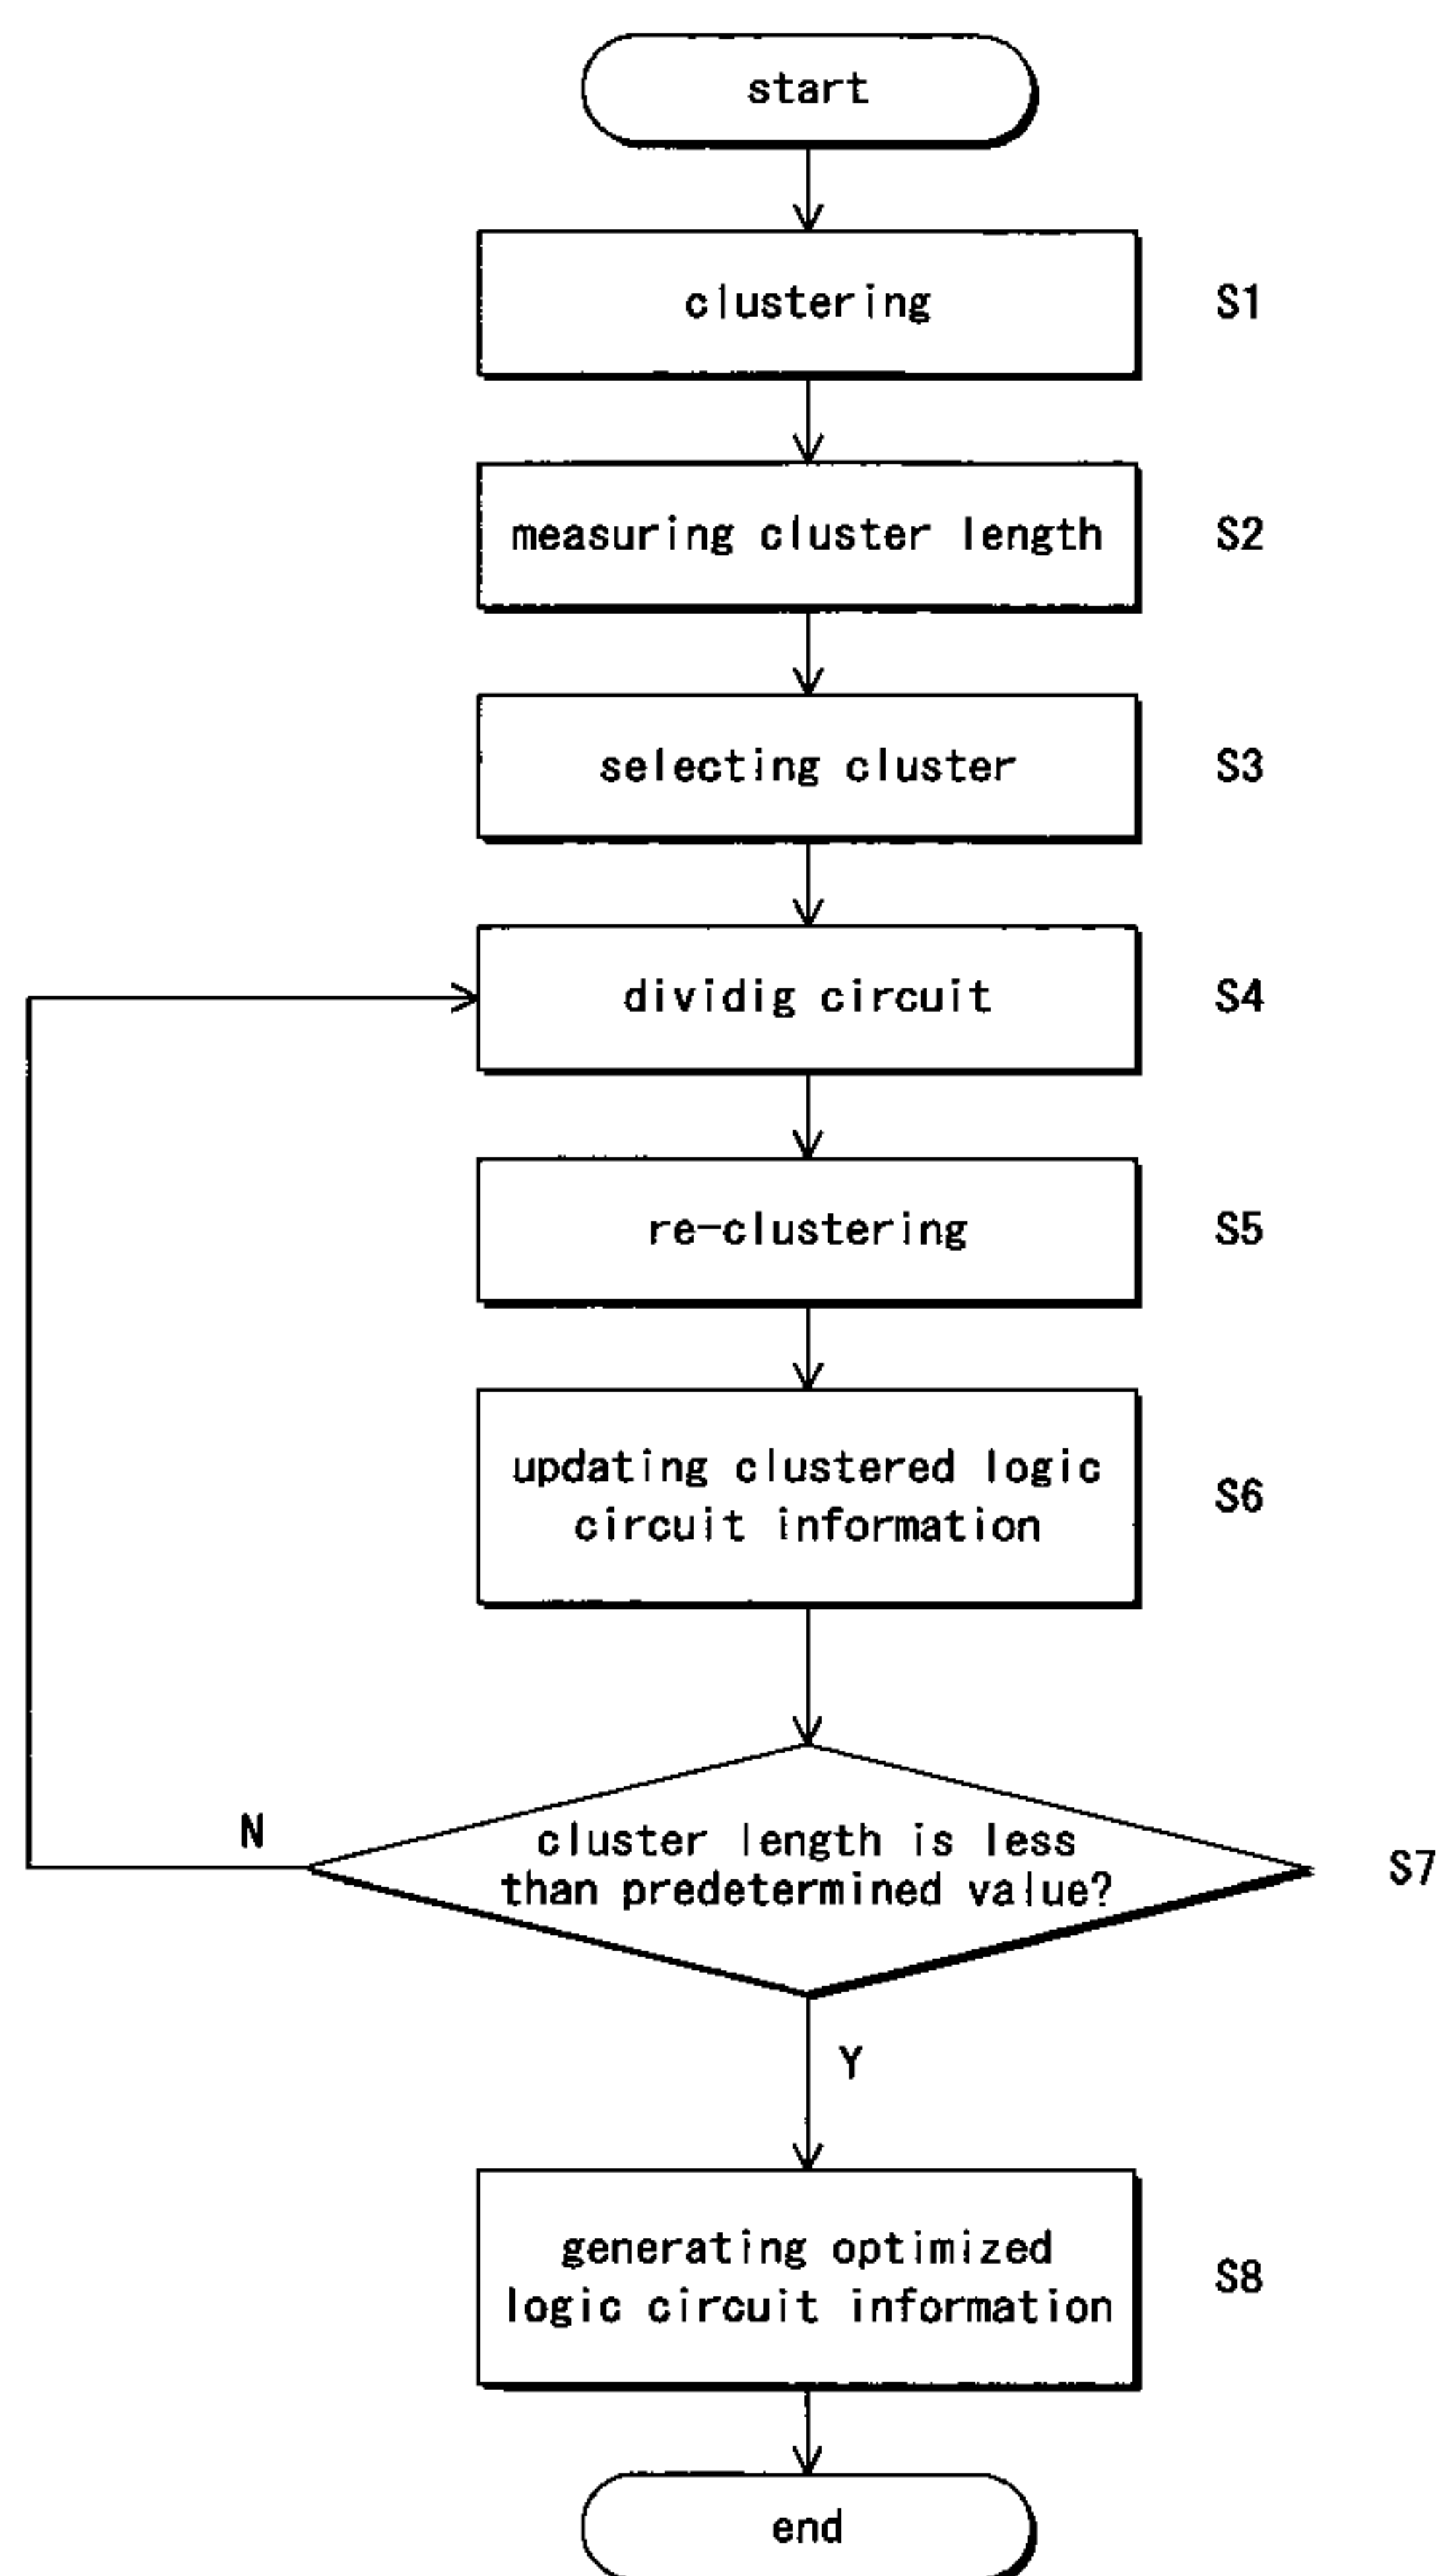 start
clustering
S1
measuring cluster length
S2
selecting cluster
S3
dividig circuit
S4
re-clustering
S5
updating clustered logic
circuit information
S6
N
cluster length is less
than predetermined value?
S7
Y
generating optimized
logic circuit information
S8
end